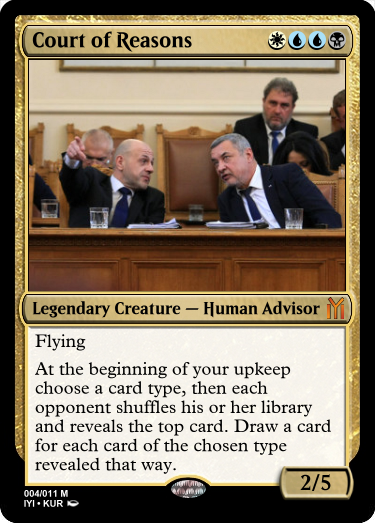 Court of Reasons
Legendary Creature — Human Advisor
Flying
At the beginning of your upkeep
choose a card type, then each
opponent shuffles his or her library
and reveals the top card. Draw a card
for each card of the chosen type
revealed that way.
2/5
004/011 M
IYI • KUR